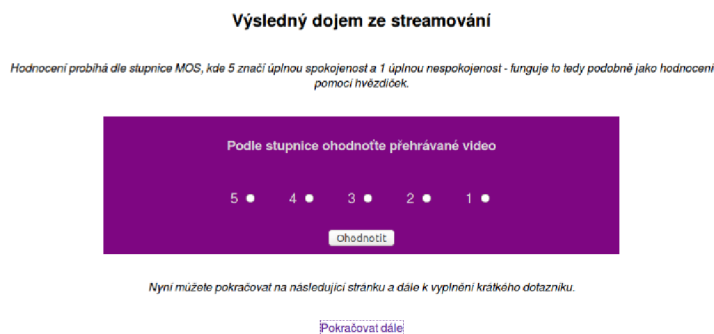 Výsledný dojem ze streamování
Hodnocení probíhá dle stupnice MOS, kde 5 značí úplnou spokojenost a 1 úplnou nespokojenost - funguje to tedy podobně jako hodnocení
pomocí hvězdiček.
Podle stupnice ohodnoťte přehrávané video
5 4 3 2 1
Ohodnotit
Nyní můžete pokračovat na následující stránku a dále k vyplnění krátkého dotazníku.
Pokračovat dále